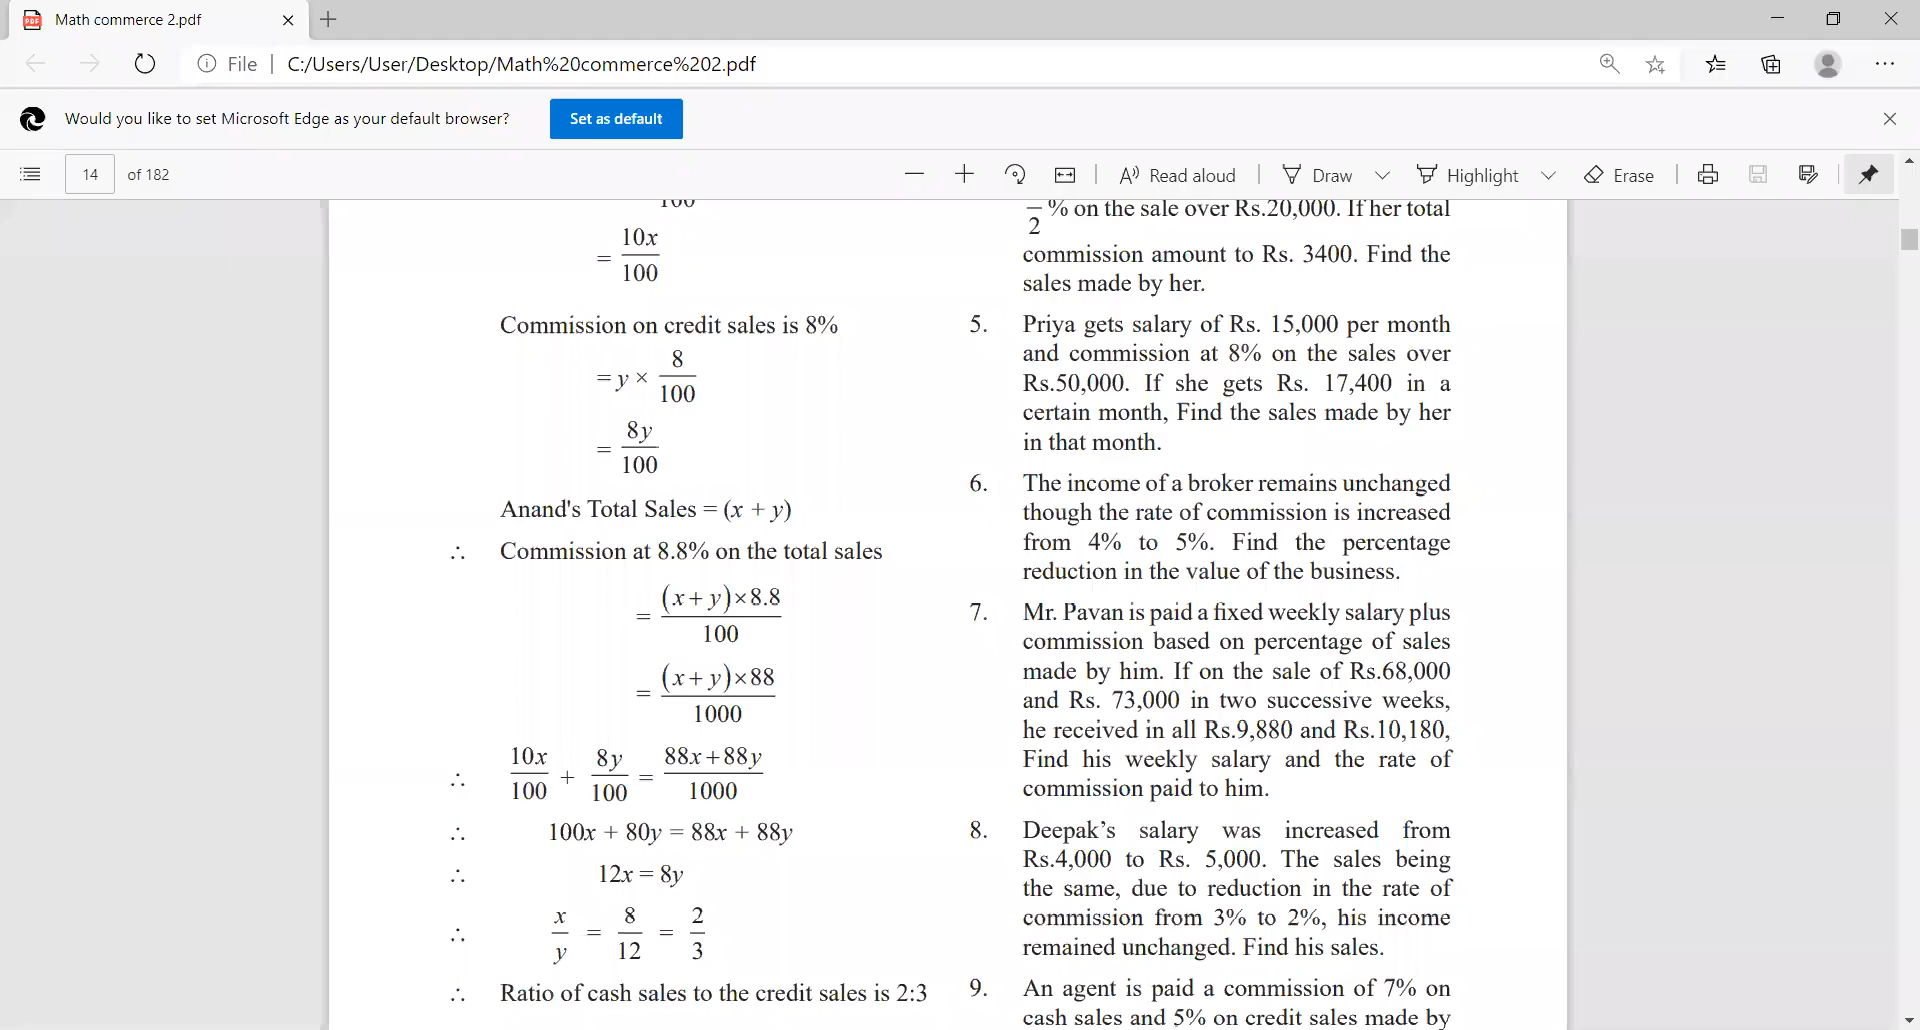 Math commerce 2.pdf
File
C:/Users/User/Desktop/Math%20commerce%202.pdf
Would you like to set Microsoft Edge as your default browser?
Set as default
14 of 182
Read aloud
Draw
Highlight
Erase
100
= 10x/100
Commission on credit sales is 8%
= y × 8/100
= 8y/100
Anand's Total Sales = (x + y)
∴ Commission at 8.8% on the total sales
= (x + y)×8.8/100
= (x + y)×88/1000
∴ 10x/100 + 8y/100 = 88x+88y/1000
∴ 100x + 80y = 88x + 88y
∴ 12x = 8y
∴ x/y = 8/12 = 2/3
∴ Ratio of cash sales to the credit sales is 2:3
2 % on the sale over Rs.20,000. If her total
commission amount to Rs. 3400. Find the
sales made by her.
5. Priya gets salary of Rs. 15,000 per month
and commission at 8% on the sales over
Rs.50,000. If she gets Rs. 17,400 in a
certain month, Find the sales made by her
in that month.
6. The income of a broker remains unchanged
though the rate of commission is increased
from 4% to 5%. Find the percentage
reduction in the value of the business.
7. Mr. Pavan is paid a fixed weekly salary plus
commission based on percentage of sales
made by him. If on the sale of Rs.68,000
and Rs. 73,000 in two successive weeks,
he received in all Rs.9,880 and Rs.10,180,
Find his weekly salary and the rate of
commission paid to him.
8. Deepak’s salary was increased from
Rs.4,000 to Rs. 5,000. The sales being
the same, due to reduction in the rate of
commission from 3% to 2%, his income
remained unchanged. Find his sales.
9. An agent is paid a commission of 7% on
cash sales and 5% on credit sales made by